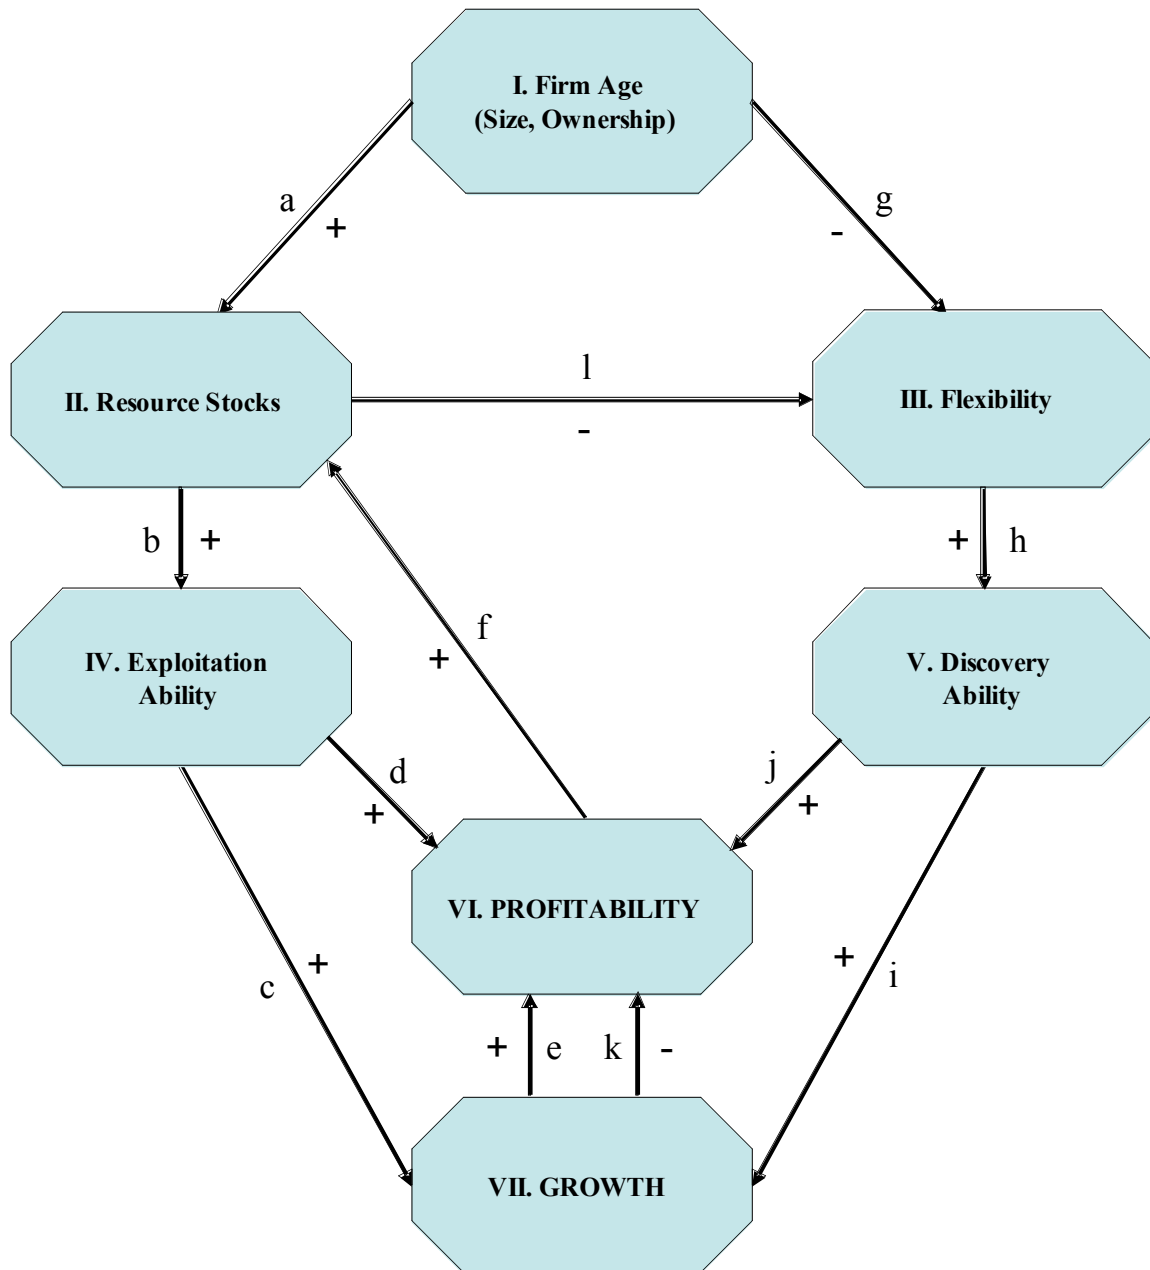 I. Firm Age
(Size, Ownership)
a
+
g
-
II. Resource Stocks
l
-
III. Flexibility
b
+
+
h
f
+
IV. Exploitation
Ability
V. Discovery
Ability
d
+
j
+
VI. PROFITABILITY
c
+
+
i
+
e
k
-
VII. GROWTH